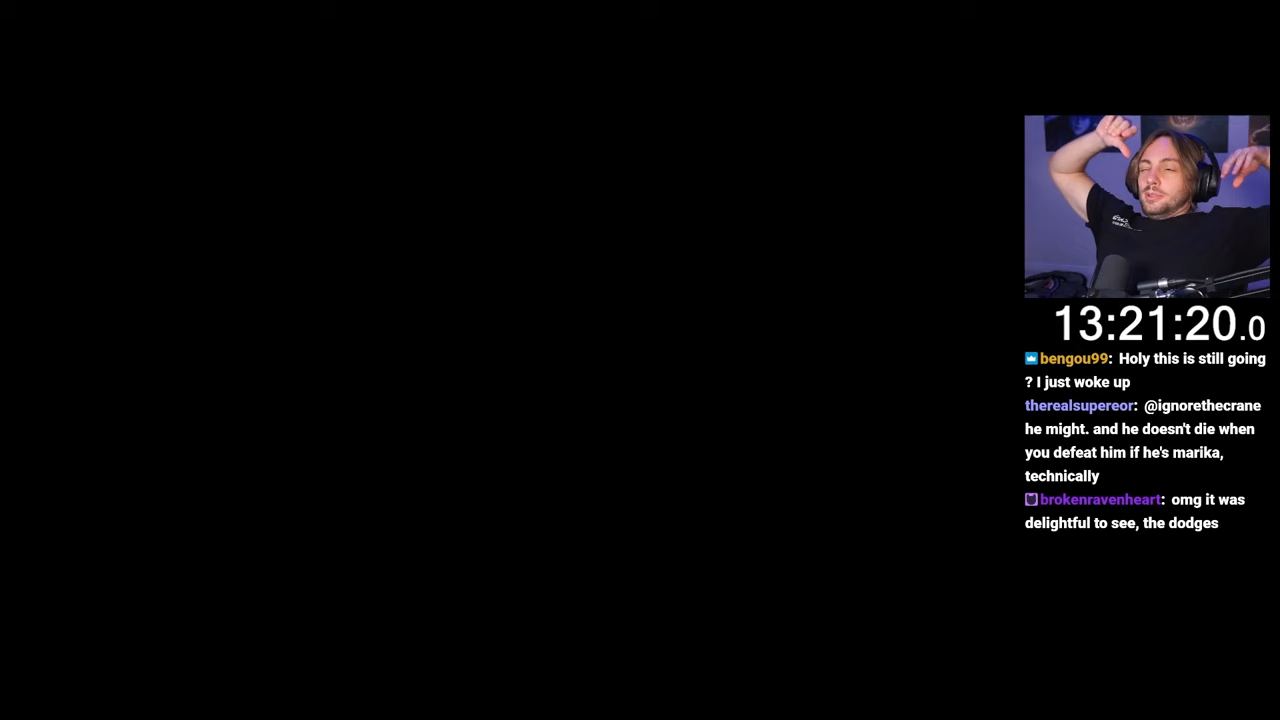 13:21:20.0
bengou99: Holy this is still going
? I just woke up
therealsupereor: @ignorethecrane
he might. and he doesn't die when
you defeat him if he's marika,
technically
brokenravenheart: omg it was
delightful to see, the dodges